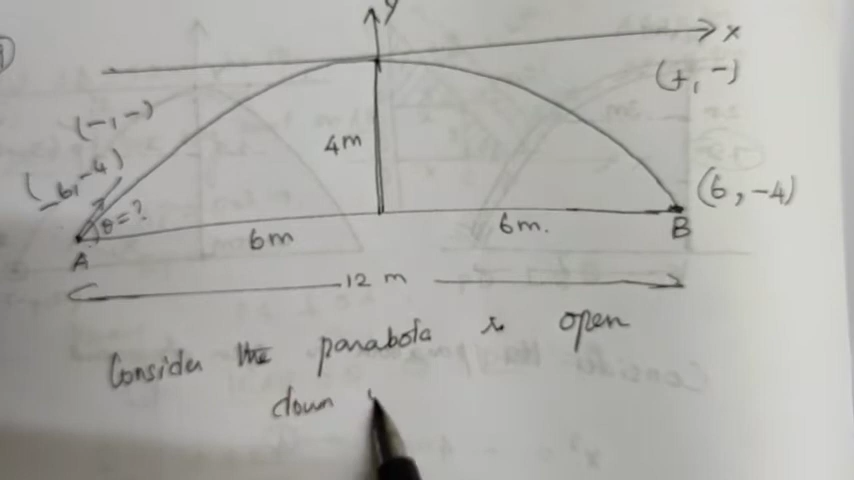 y
x
(+, -)
(-, -)
4m
(-6, -4)
(6, -4)
θ=?
6m
6m.
A
B
12 m
Consider the parabola is open
down